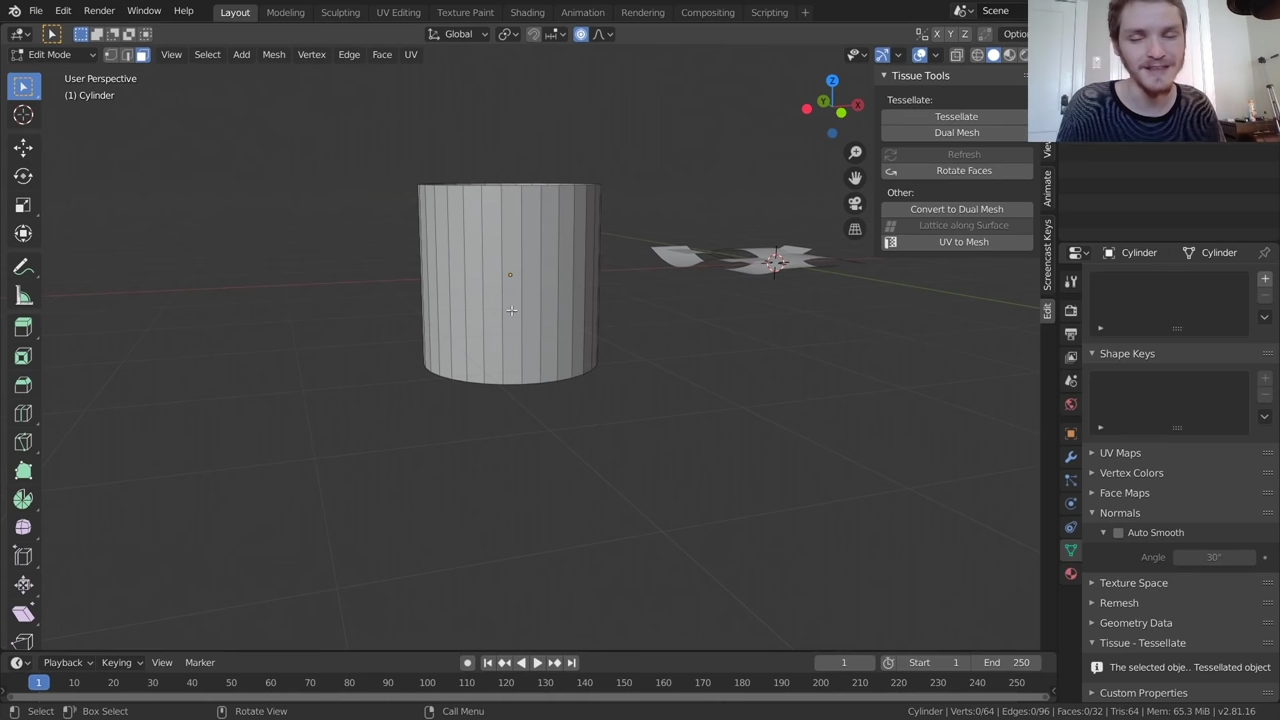 File Edit Render Window Help Layout Modeling Sculpting UV Editing Texture Paint Shading Animation Rendering Compositing Scripting Scene
Global X Y Z Optio
Edit Mode View Select Add Mesh Vertex Edge Face UV
User Perspective
(1) Cylinder
Z
Y X
Tissue Tools
Tessellate:
Tessellate
Dual Mesh
Refresh
Rotate Faces
Other:
Convert to Dual Mesh
Lattice along Surface
UV to Mesh
Animate
Screencast Keys
Edit
Cylinder Cylinder
Shape Keys
UV Maps
Vertex Colors
Face Maps
Normals
Auto Smooth
Angle 30°
Texture Space
Remesh
Geometry Data
Tissue - Tessellate
The selected obje.. Tessellated object
Custom Properties
Playback Keying View Marker 1 Start 1 End 250
1 10 20 30 40 50 60 70 80 90 100 110 120 130 140 150 160 170 180 190 200 210 220 230 240 250
Select Box Select Rotate View Call Menu Cylinder | Verts:0/64 | Edges:0/96 | Faces:0/32 | Tris:64 | Mem: 65.3 MiB | v2.81.16